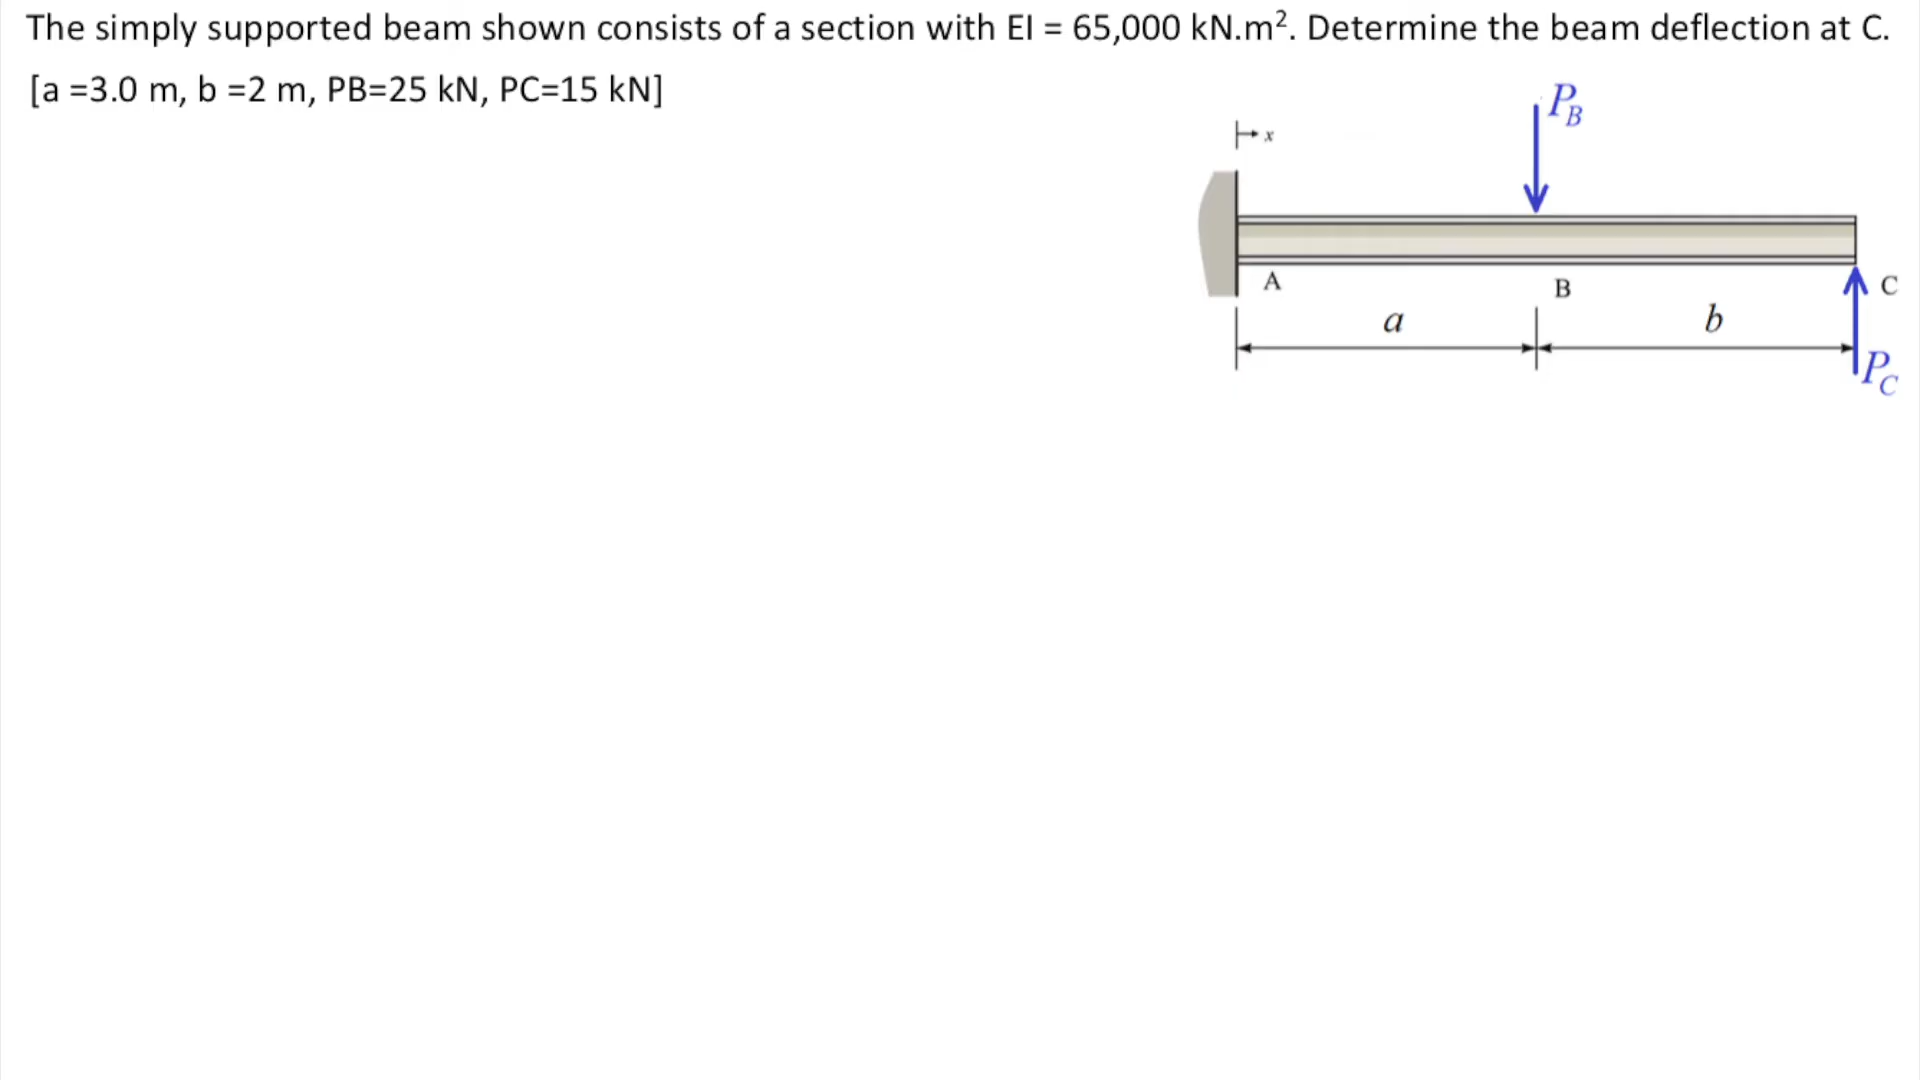 The simply supported beam shown consists of a section with EI = 65,000 kN.m². Determine the beam deflection at C.
[a =3.0 m, b =2 m, PB=25 kN, PC=15 kN]
P_B
x
A
B
C
a
b
P_C